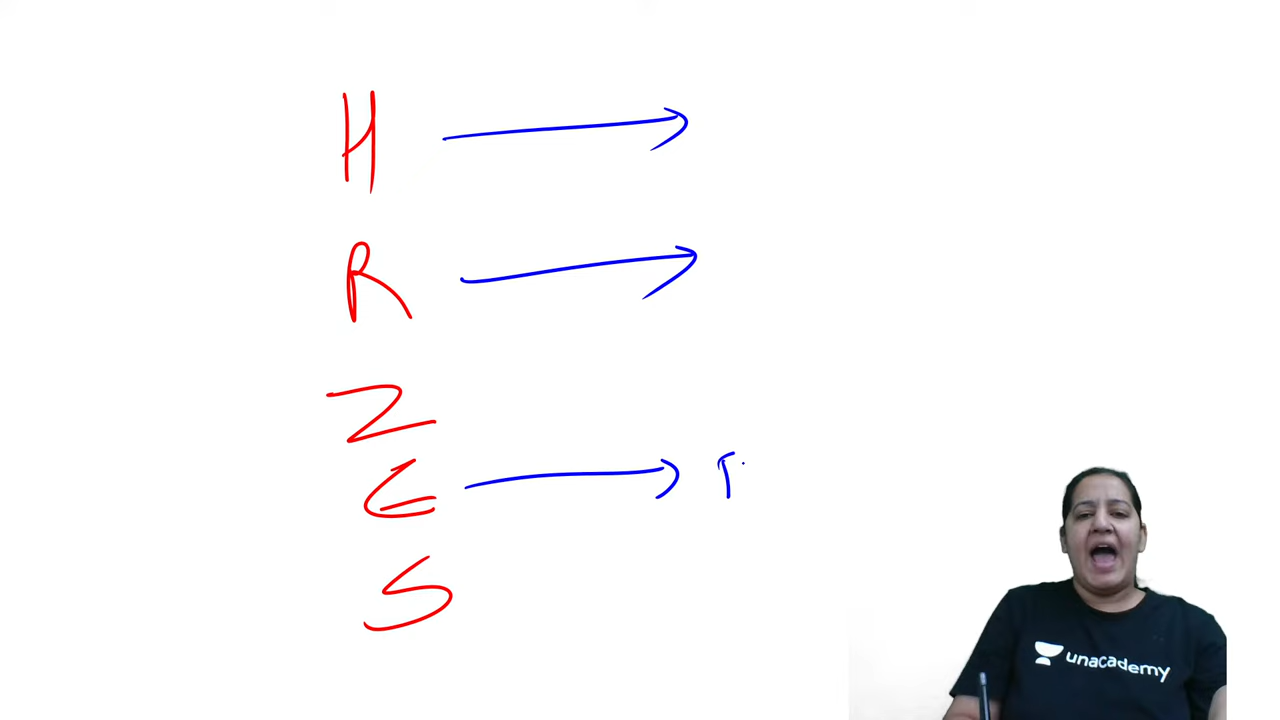 H →
R →
Z
G →
S
unacademy